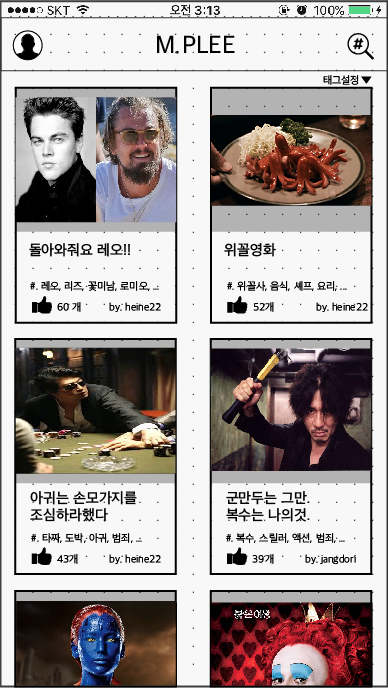 SKT 오전 3:13 100%
M.PLEE
#
태그설정 ▼
돌아와줘요 레오!!
#. 레오, 리즈, 꽃미남, 로미오, ...
60 개 by. heine22
위꼴영화
#. 위꼴사, 음식, 셰프, 요리, ...
52개 by. heine22
아귀는 손모가지를
조심하라했다
#. 타짜, 도박, 아귀, 범죄, ...
43개 by. heine22
군만두는 그만.
복수는 나의것.
#. 복수, 스릴러, 액션, 범죄, ...
39개 by. jangdori
붉은여왕